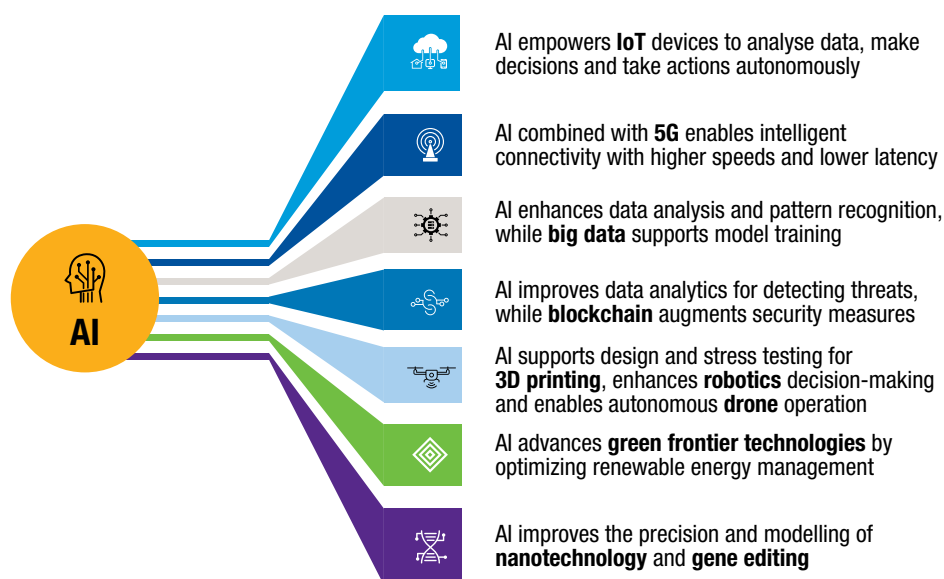 AI
AI empowers IoT devices to analyse data, make
decisions and take actions autonomously
AI combined with 5G enables intelligent
connectivity with higher speeds and lower latency
AI enhances data analysis and pattern recognition,
while big data supports model training
AI improves data analytics for detecting threats,
while blockchain augments security measures
AI supports design and stress testing for
3D printing, enhances robotics decision-making
and enables autonomous drone operation
AI advances green frontier technologies by
optimizing renewable energy management
AI improves the precision and modelling of
nanotechnology and gene editing